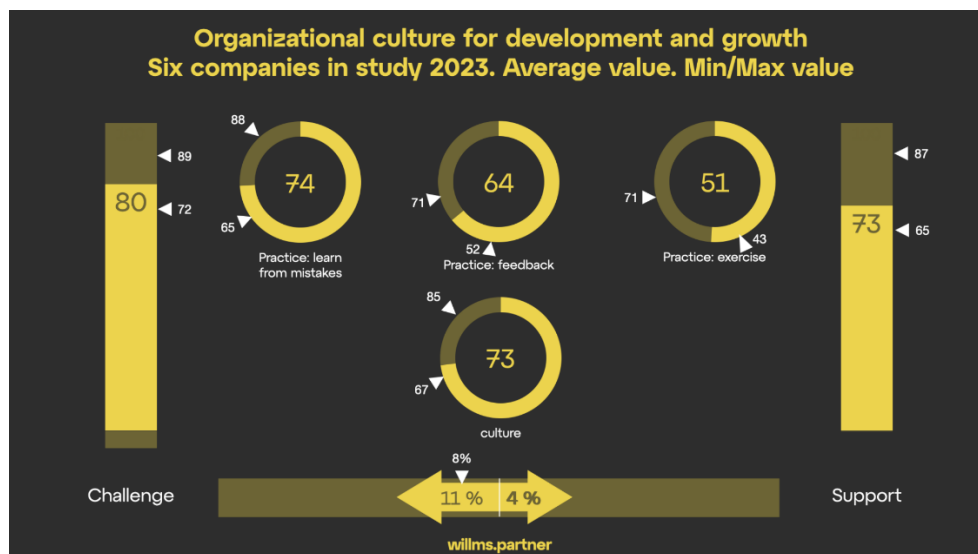 Organizational culture for development and growth
Six companies in study 2023. Average value. Min/Max value
89
80
72
88
74
65
Practice: learn
from mistakes
64
71
52
Practice: feedback
51
71
43
Practice: exercise
87
73
65
85
73
67
culture
8%
Challenge
11 %
4 %
Support
willms.partner